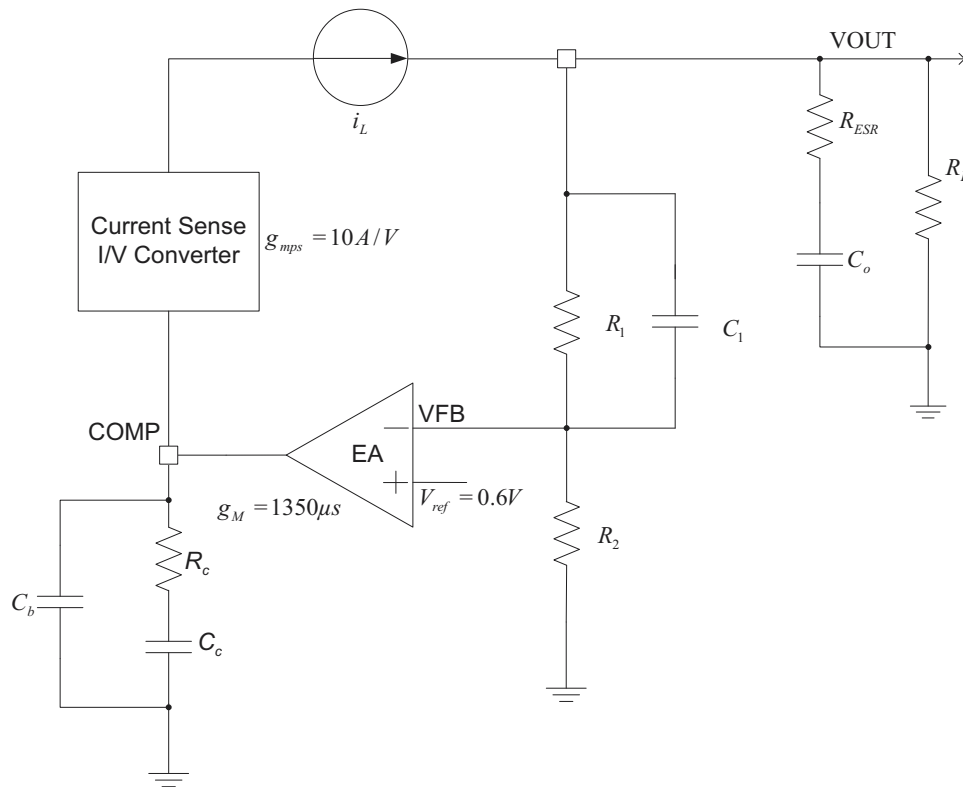 VOUT
i_L
R_ESR
Current Sense
I/V Converter
g_mps = 10A/V
C_o
R_1
C_1
COMP
VFB
EA
g_M = 1350μs
V_ref = 0.6V
R_2
R_c
C_b
C_c